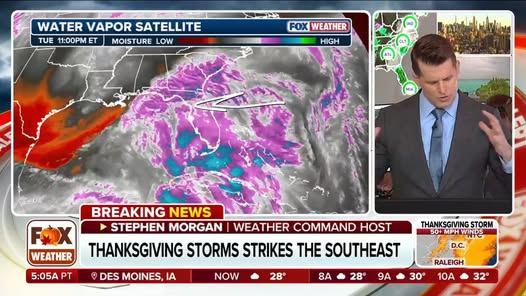 WATER VAPOR SATELLITE
FOX WEATHER
TUE 11:00PM ET
MOISTURE LOW
HIGH
BREAKING NEWS
STEPHEN MORGAN | WEATHER COMMAND HOST
THANKSGIVING STORMS STRIKES THE SOUTHEAST
THANKSGIVING STORM
50+ MPH WINDS
NYC
D.C.
RALEIGH
FOX
WEATHER
5:05A PT
DES MOINES, IA
NOW 28°
8A 28°
9A 30°
10A 32°